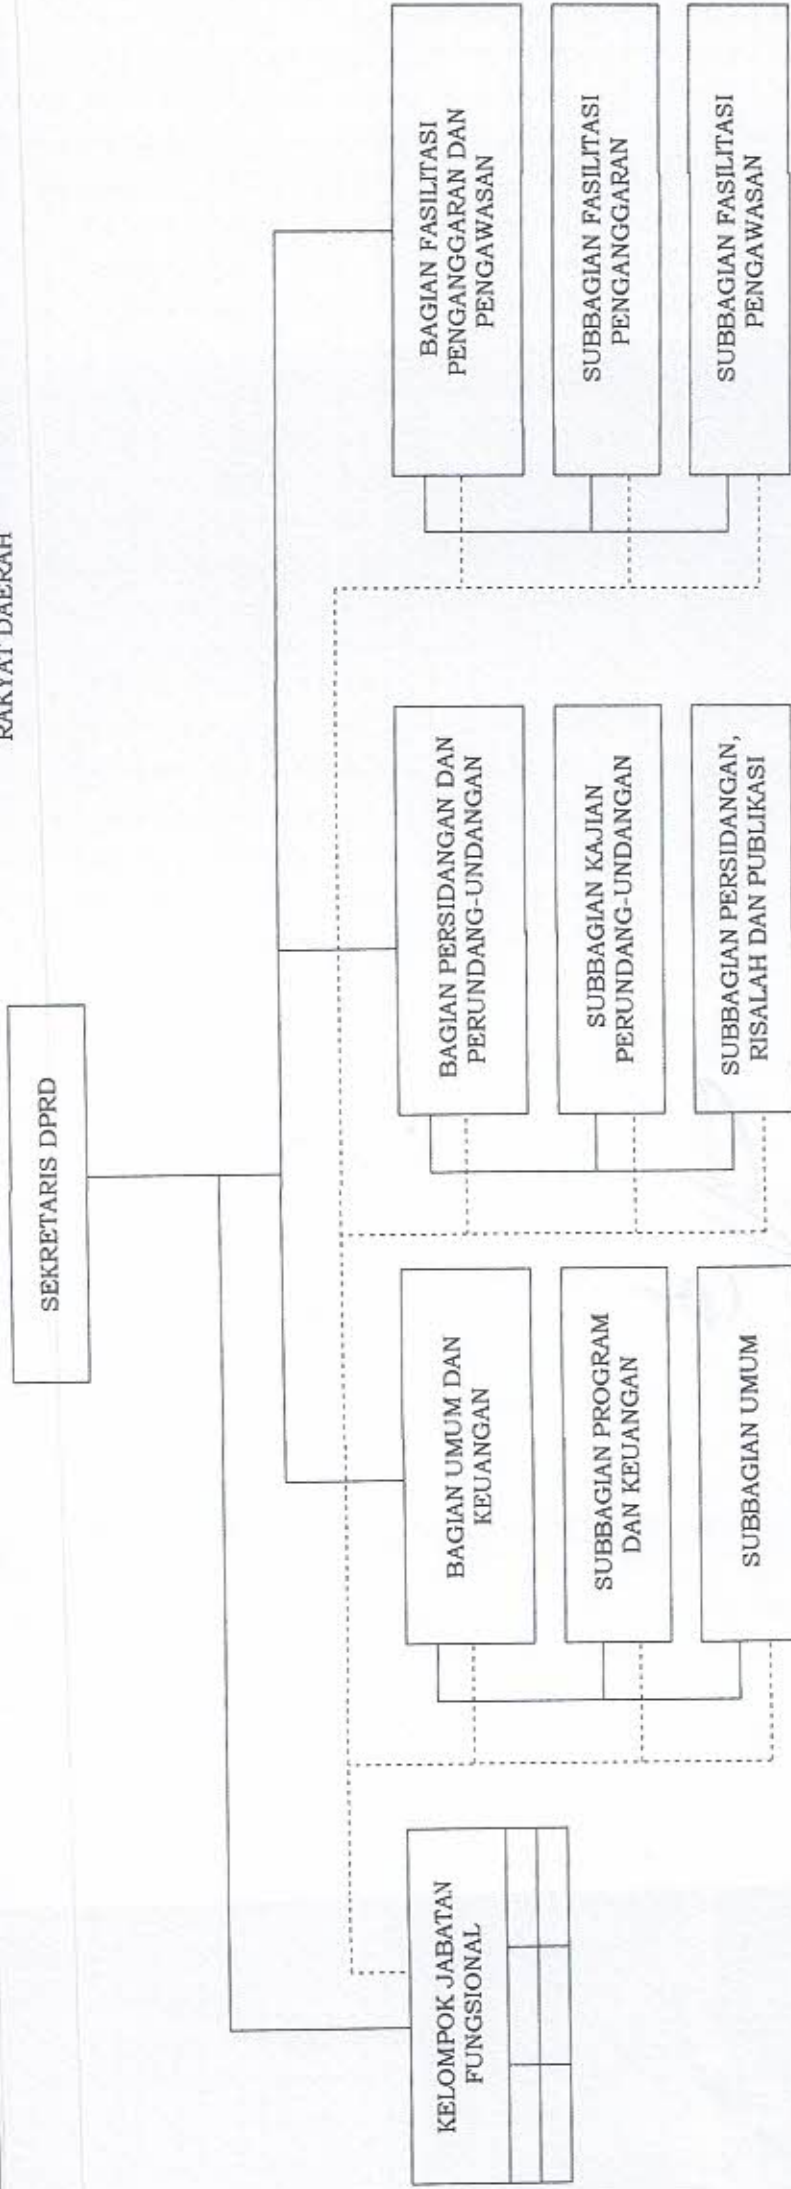 RAKYAT DAERAH
SEKRETARIS DPRD
KELOMPOK JABATAN
FUNGSIONAL
BAGIAN UMUM DAN
KEUANGAN
SUBBAGIAN PROGRAM
DAN KEUANGAN
SUBBAGIAN UMUM
BAGIAN PERSIDANGAN DAN
PERUNDANG-UNDANGAN
SUBBAGIAN KAJIAN
PERUNDANG-UNDANGAN
SUBBAGIAN PERSIDANGAN,
RISALAH DAN PUBLIKASI
BAGIAN FASILITASI
PENGANGGARAN DAN
PENGAWASAN
SUBBAGIAN FASILITASI
PENGANGGARAN
SUBBAGIAN FASILITASI
PENGAWASAN